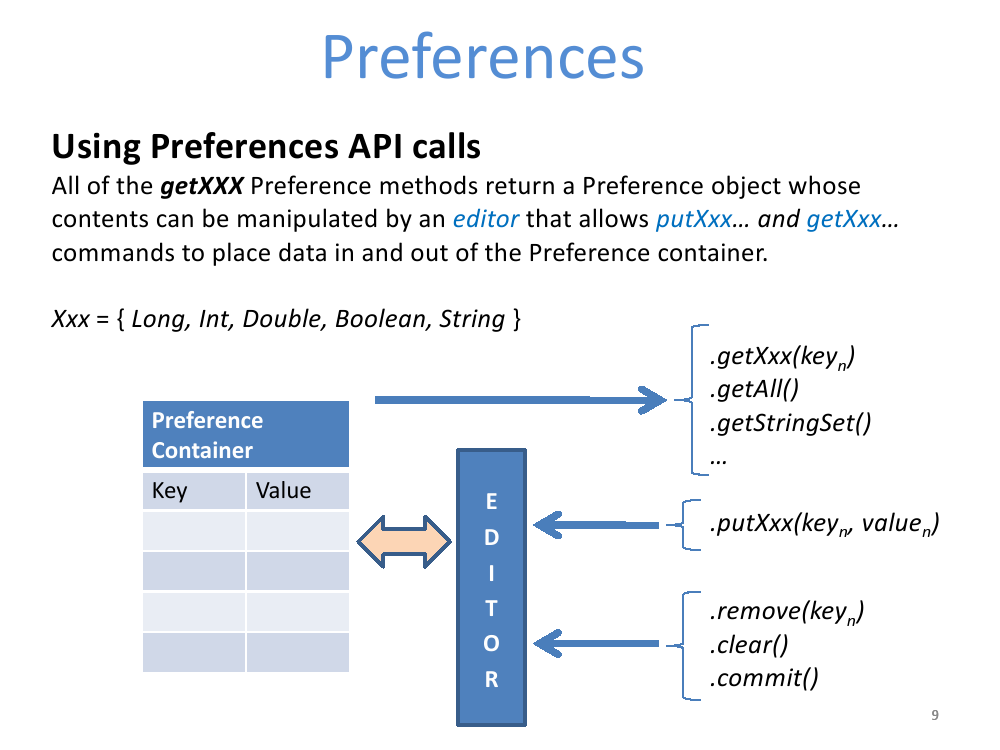 Preferences
Using Preferences API calls
All of the getXXX Preference methods return a Preference object whose
contents can be manipulated by an editor that allows putXxx… and getXxx…
commands to place data in and out of the Preference container.
Xxx = { Long, Int, Double, Boolean, String }
.getXxx(keyn)
.getAll()
.getStringSet()
…
Preference
Container
Key Value
E
D
I
T
O
R
.putXxx(keyn, valuen)
.remove(keyn)
.clear()
.commit()
9